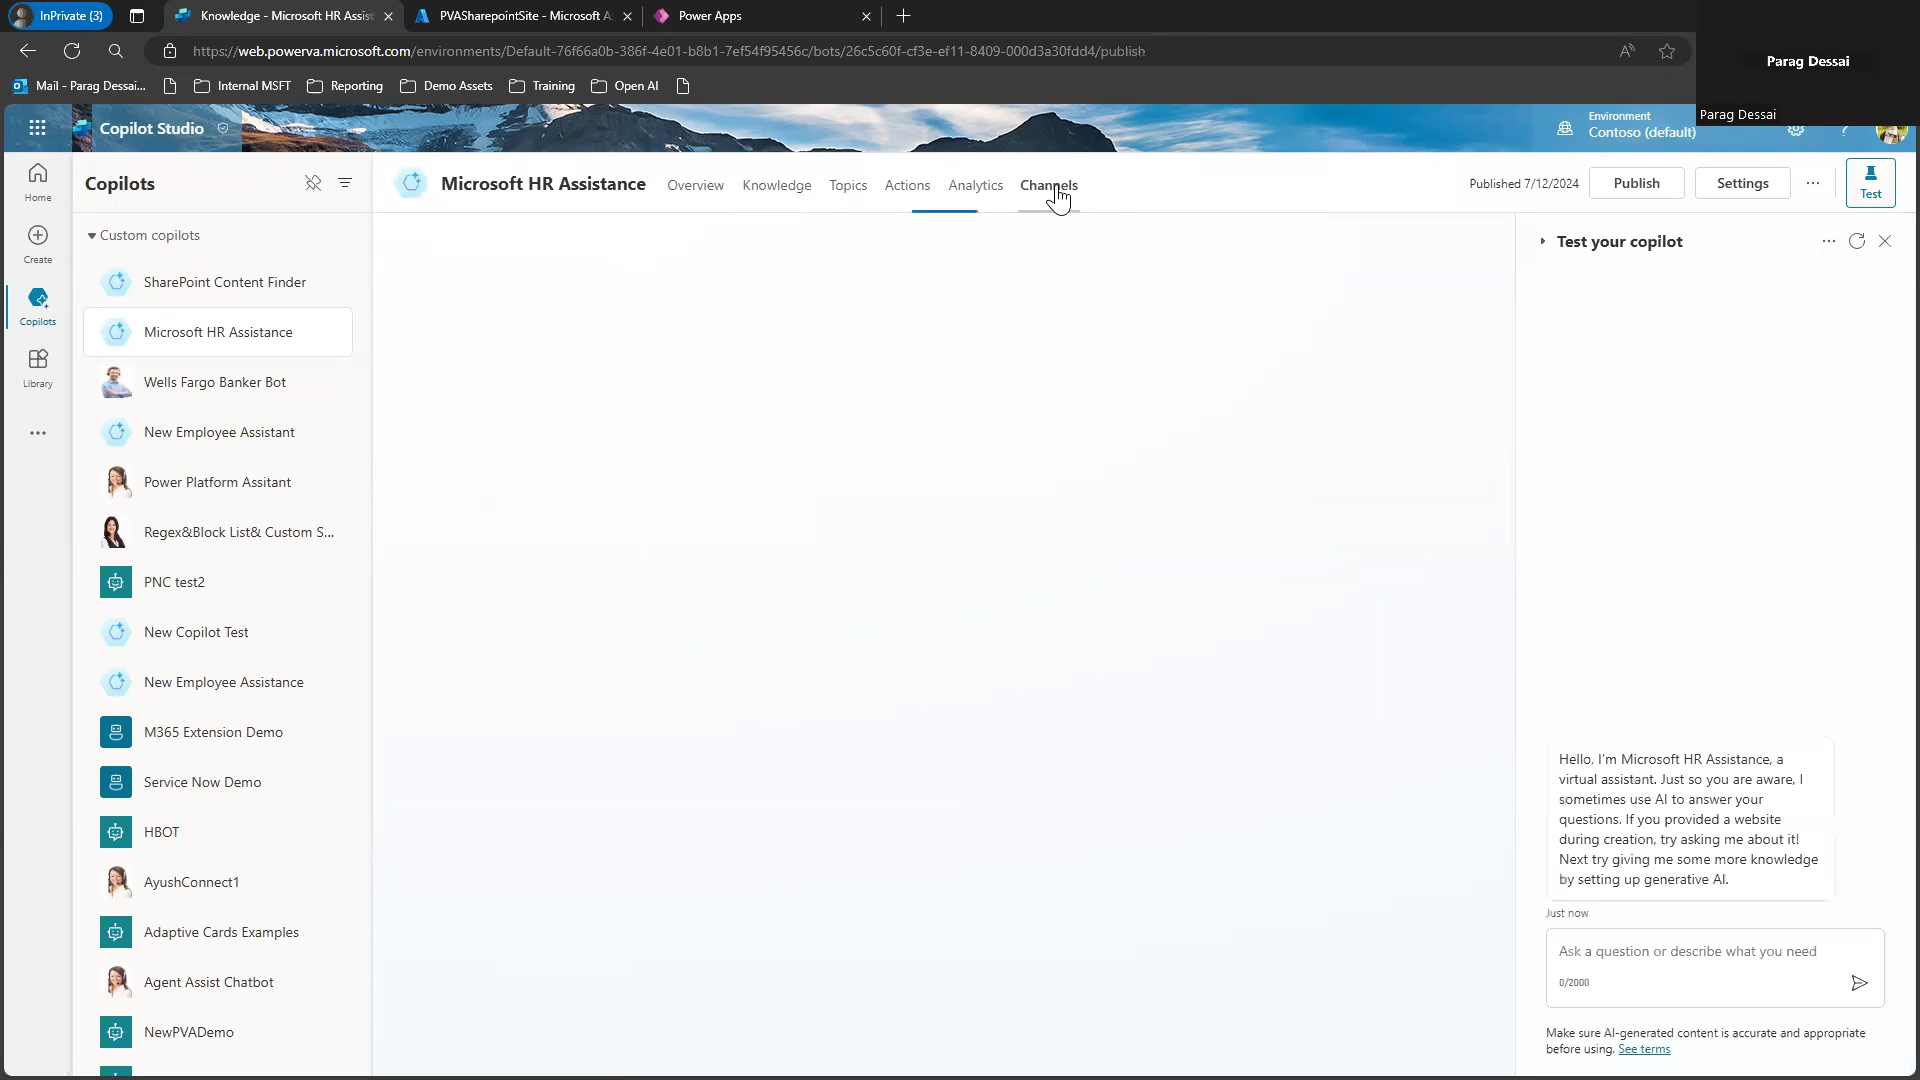 InPrivate (3)
Knowledge - Microsoft HR Assis
PVASharepointSite - Microsoft A
Power Apps
https://web.powerva.microsoft.com/environments/Default-76f66a0b-386f-4e01-b8b1-7ef54f95456c/bots/26c5c60f-cf3e-ef11-8409-000d3a30fdd4/publish
Parag Dessai
Mail - Parag Dessai...
Internal MSFT
Reporting
Demo Assets
Training
Open AI
Parag Dessai
Copilot Studio
Environment
Contoso (default)
Home
Create
Copilots
Library
Copilots
Custom copilots
SharePoint Content Finder
Microsoft HR Assistance
Wells Fargo Banker Bot
New Employee Assistant
Power Platform Assitant
Regex&Block List& Custom S...
PNC test2
New Copilot Test
New Employee Assistance
M365 Extension Demo
Service Now Demo
HBOT
AyushConnect1
Adaptive Cards Examples
Agent Assist Chatbot
NewPVADemo
Microsoft HR Assistance
Overview
Knowledge
Topics
Actions
Analytics
Channels
Published 7/12/2024
Publish
Settings
Test
Test your copilot
Hello, I'm Microsoft HR Assistance, a
virtual assistant. Just so you are aware, I
sometimes use AI to answer your
questions. If you provided a website
during creation, try asking me about it!
Next try giving me some more knowledge
by setting up generative AI.
Just now
Ask a question or describe what you need
0/2000
Make sure AI-generated content is accurate and appropriate
before using. See terms